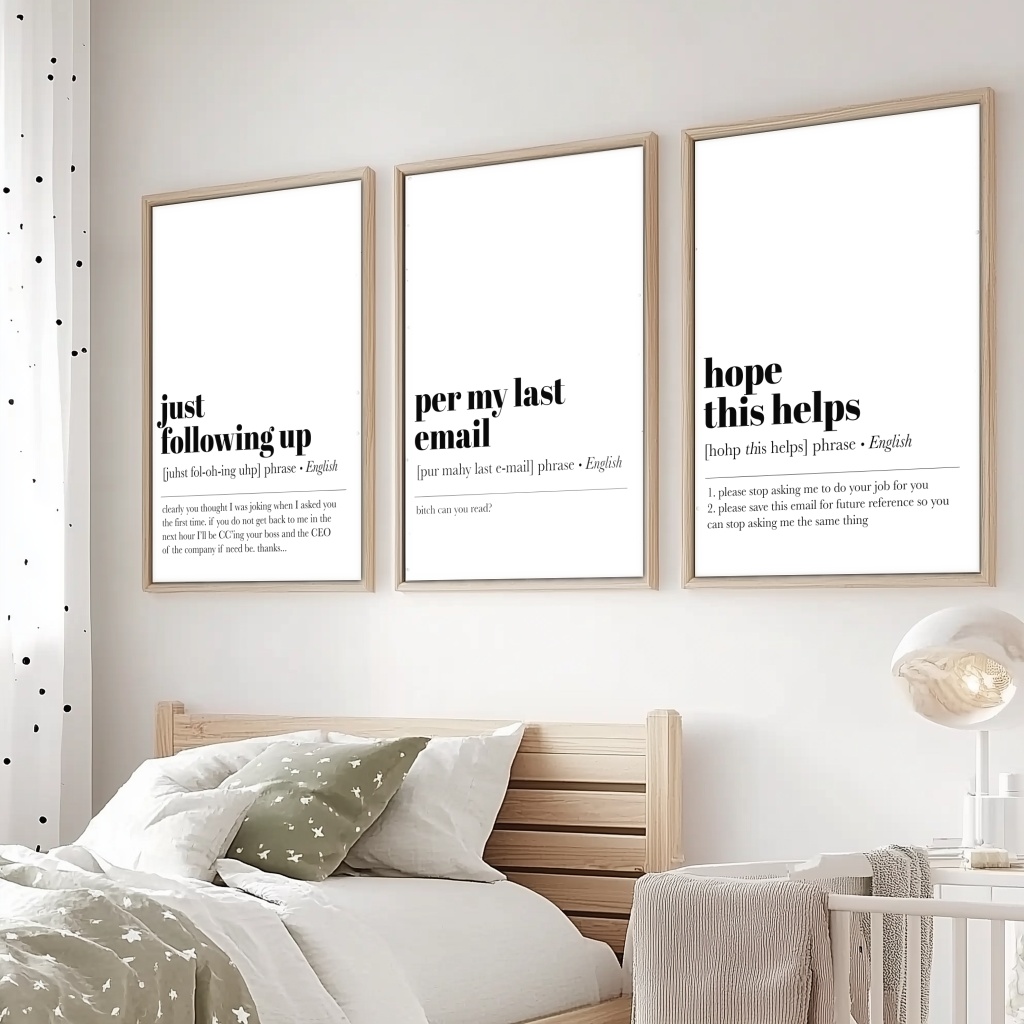 just
following up
[juhst fol-oh-ing uhp] phrase • English
clearly you thought I was joking when I asked you
the first time. if you do not get back to me in the
next hour I'll be CC'ing your boss and the CEO
of the company if need be. thanks...
per my last
email
[pur mahy last e-mail] phrase • English
bitch can you read?
hope
this helps
[hohp this helps] phrase • English
1. please stop asking me to do your job for you
2. please save this email for future reference so you
can stop asking me the same thing